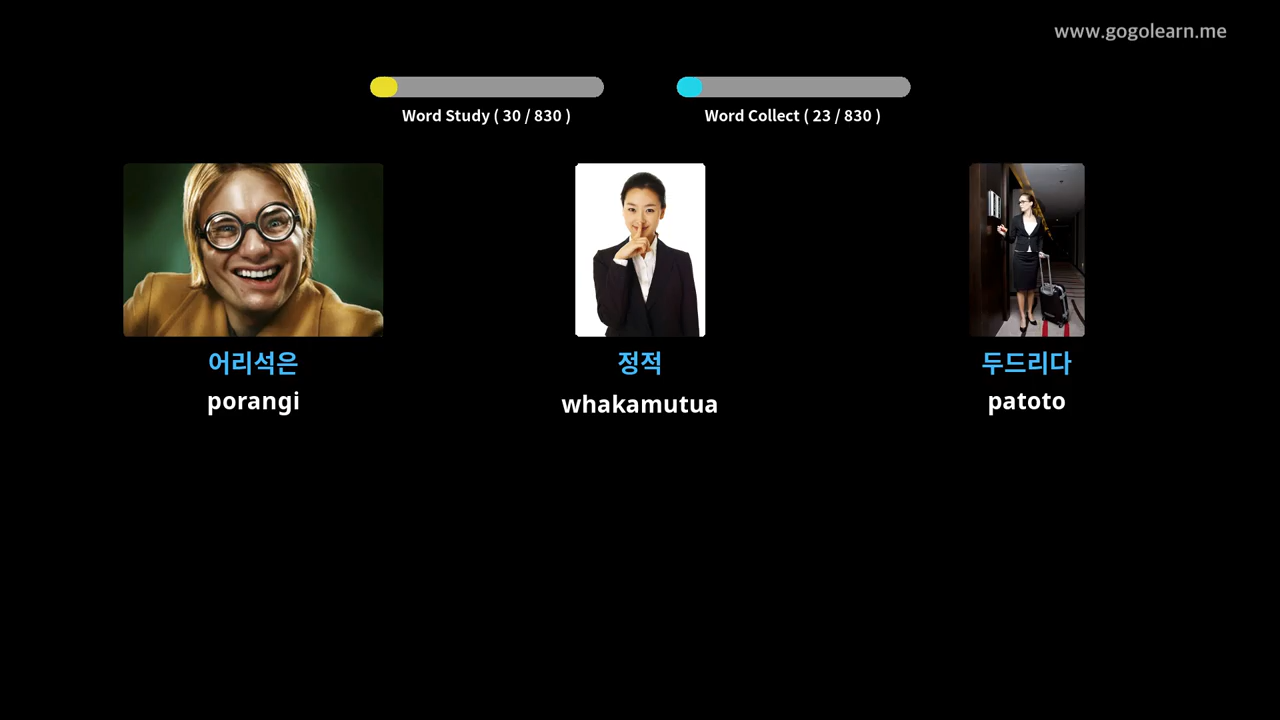 www.gogolearn.me
Word Study ( 30 / 830 )
Word Collect ( 23 / 830 )
어리석은
porangi
정적
whakamutua
두드리다
patoto